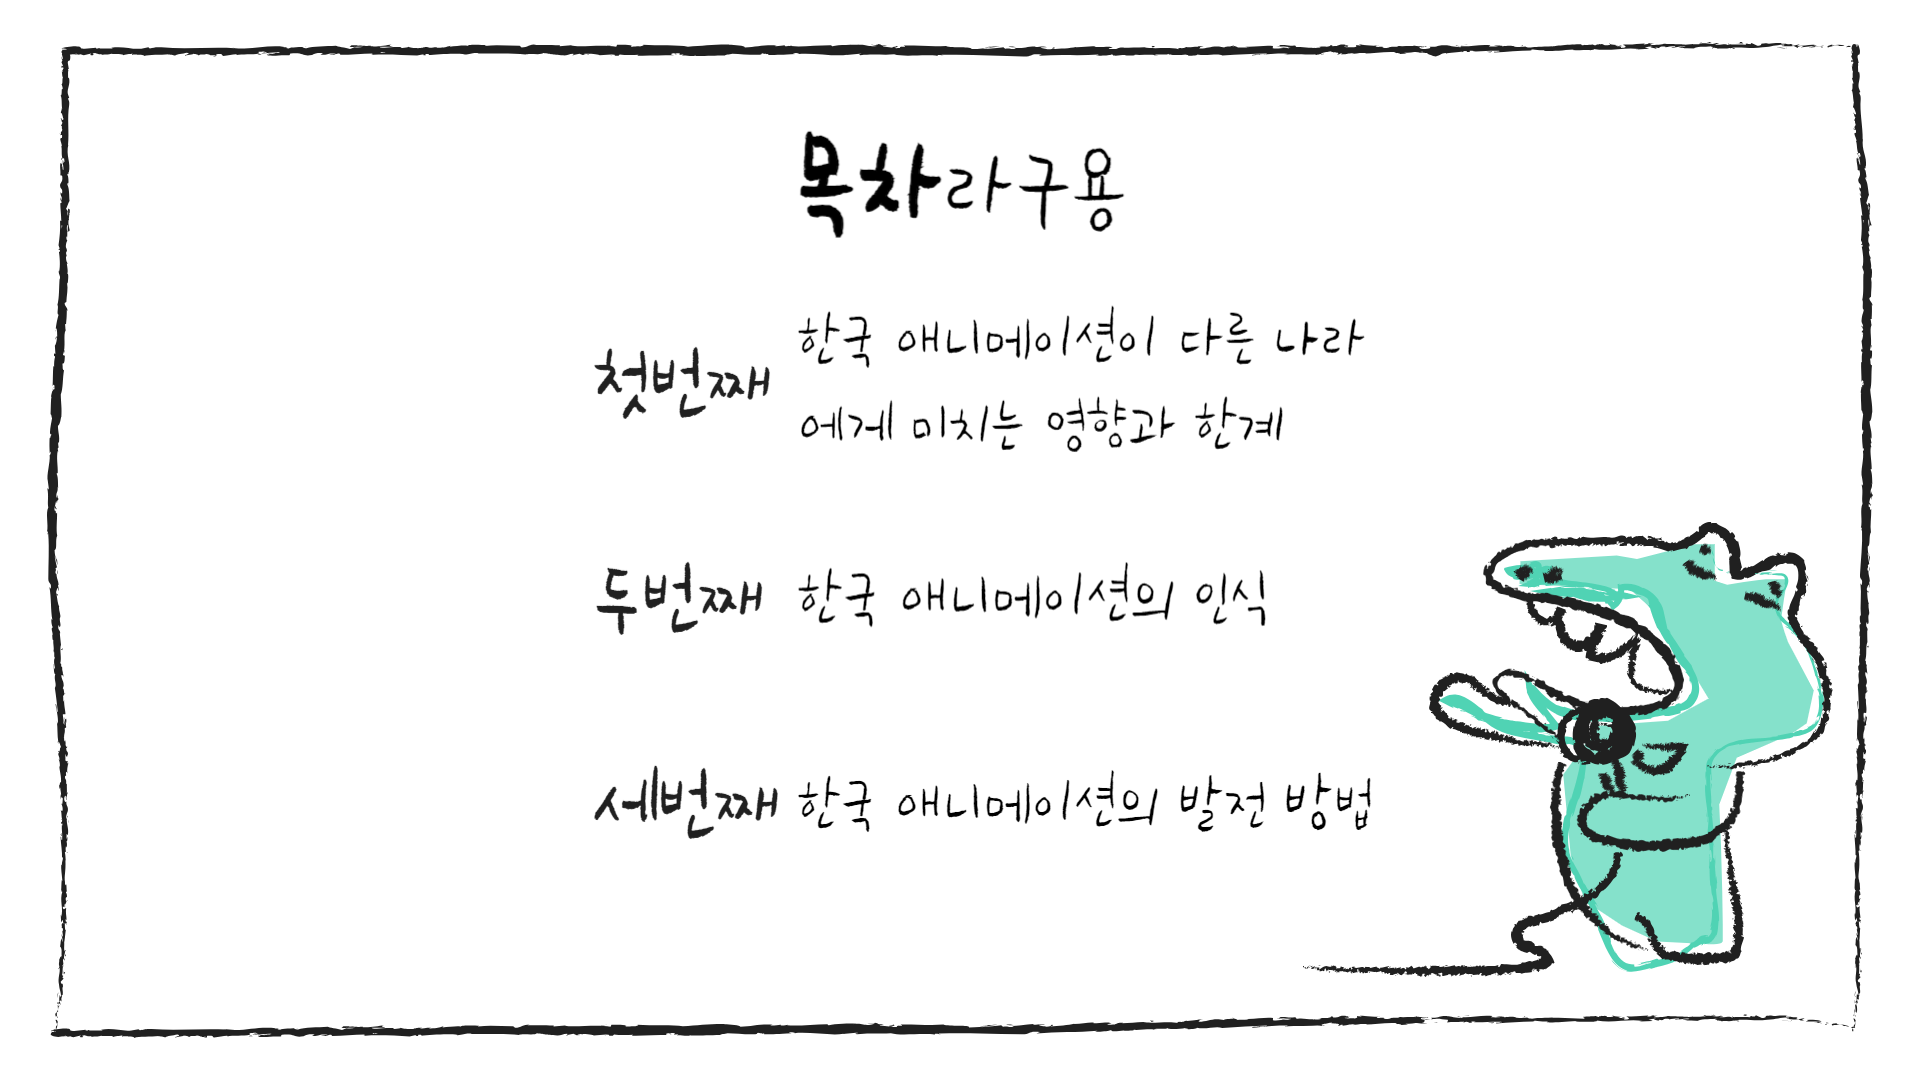 목차라구용
첫번째 한국 애니메이션이 다른 나라
에게 미치는 영향과 한계
두번째 한국 애니메이션의 인식
세번째 한국 애니메이션의 발전 방법